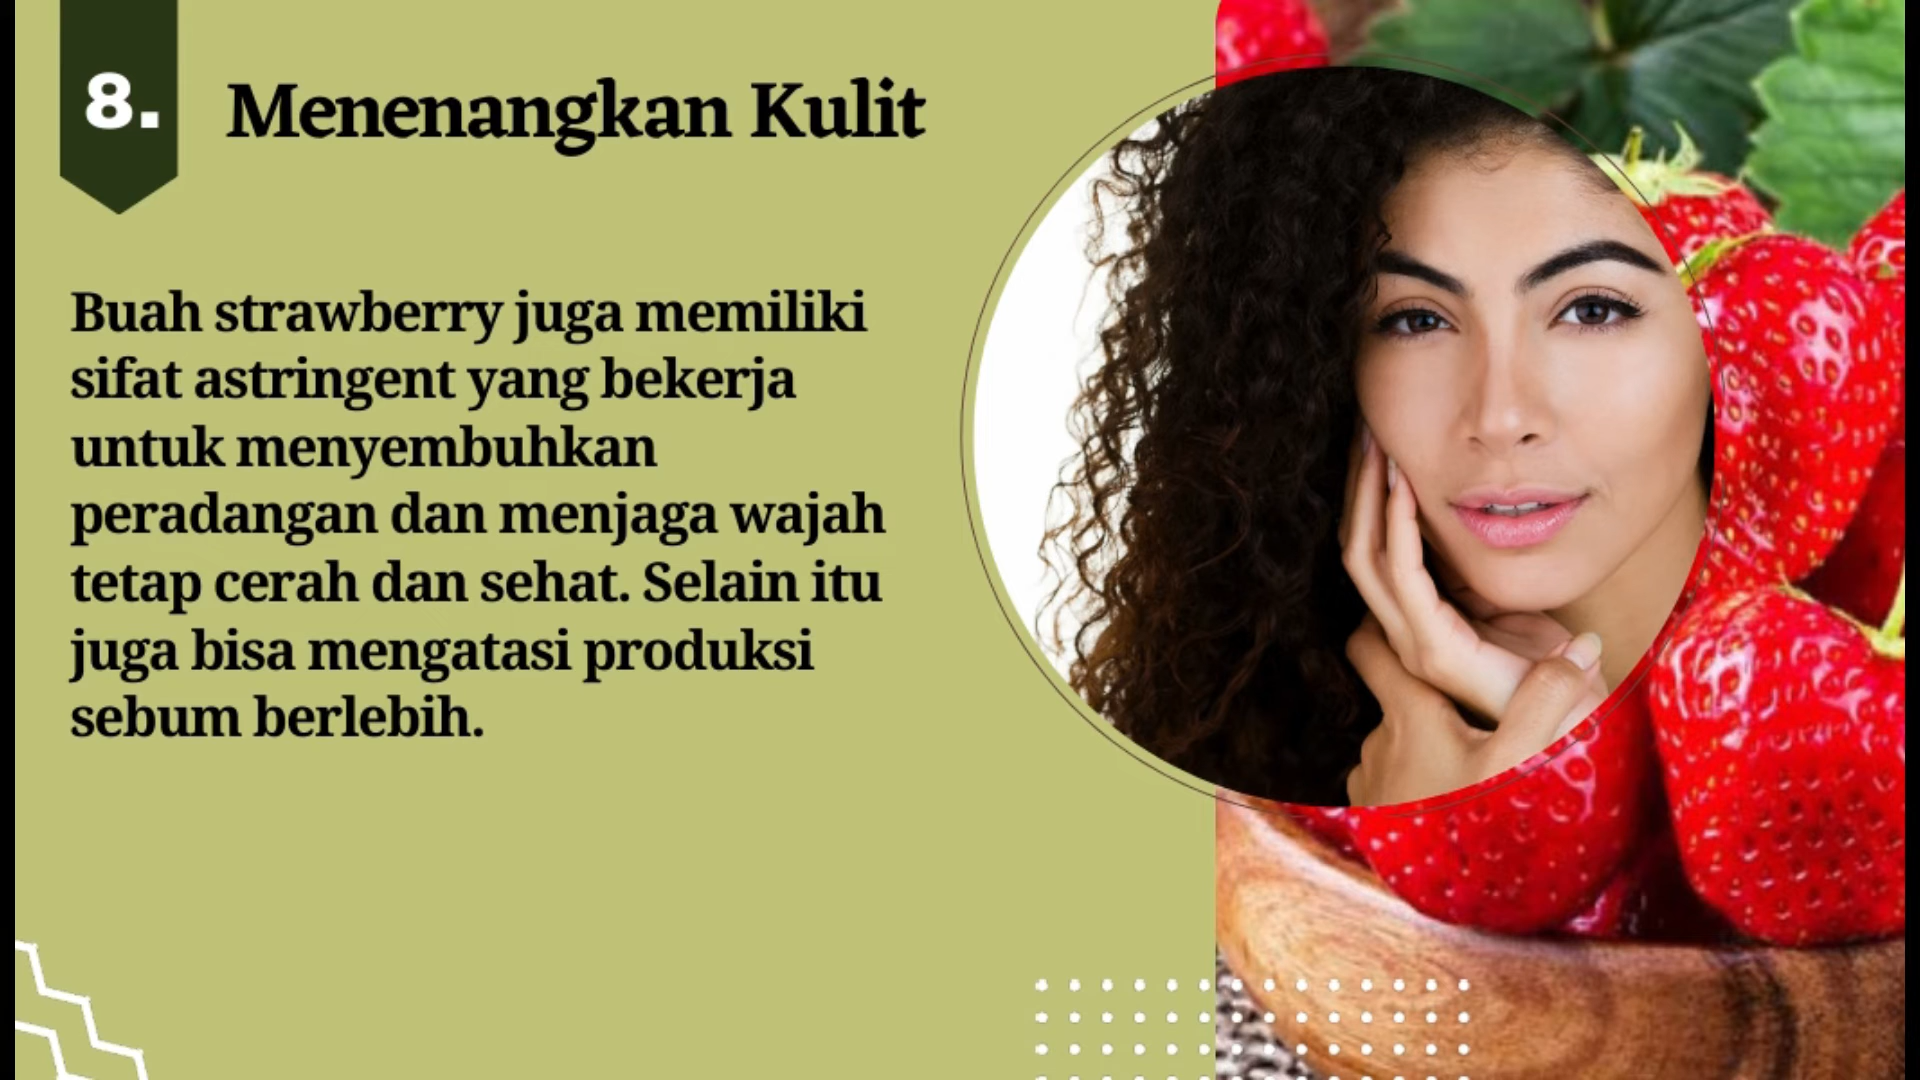 8.
Menenangkan Kulit
Buah strawberry juga memiliki
sifat astringent yang bekerja
untuk menyembuhkan
peradangan dan menjaga wajah
tetap cerah dan sehat. Selain itu
juga bisa mengatasi produksi
sebum berlebih.